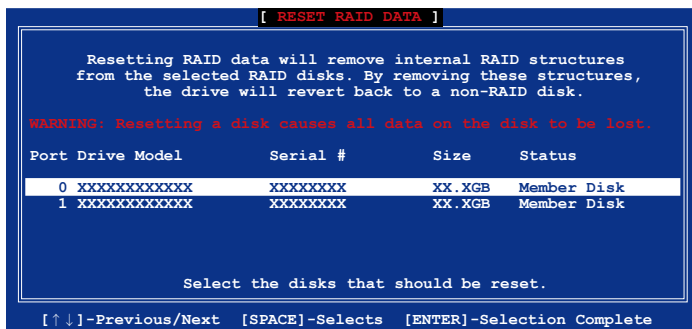 [ RESET RAID DATA ]
Resetting RAID data will remove internal RAID structures
from the selected RAID disks. By removing these structures,
the drive will revert back to a non-RAID disk.
WARNING: Resetting a disk causes all data on the disk to be lost.
Port Drive Model Serial # Size Status
0 XXXXXXXXXXXX XXXXXXXX XX.XGB Member Disk
1 XXXXXXXXXXXX XXXXXXXX XX.XGB Member Disk
Select the disks that should be reset.
[↑↓]-Previous/Next [SPACE]-Selects [ENTER]-Selection Complete